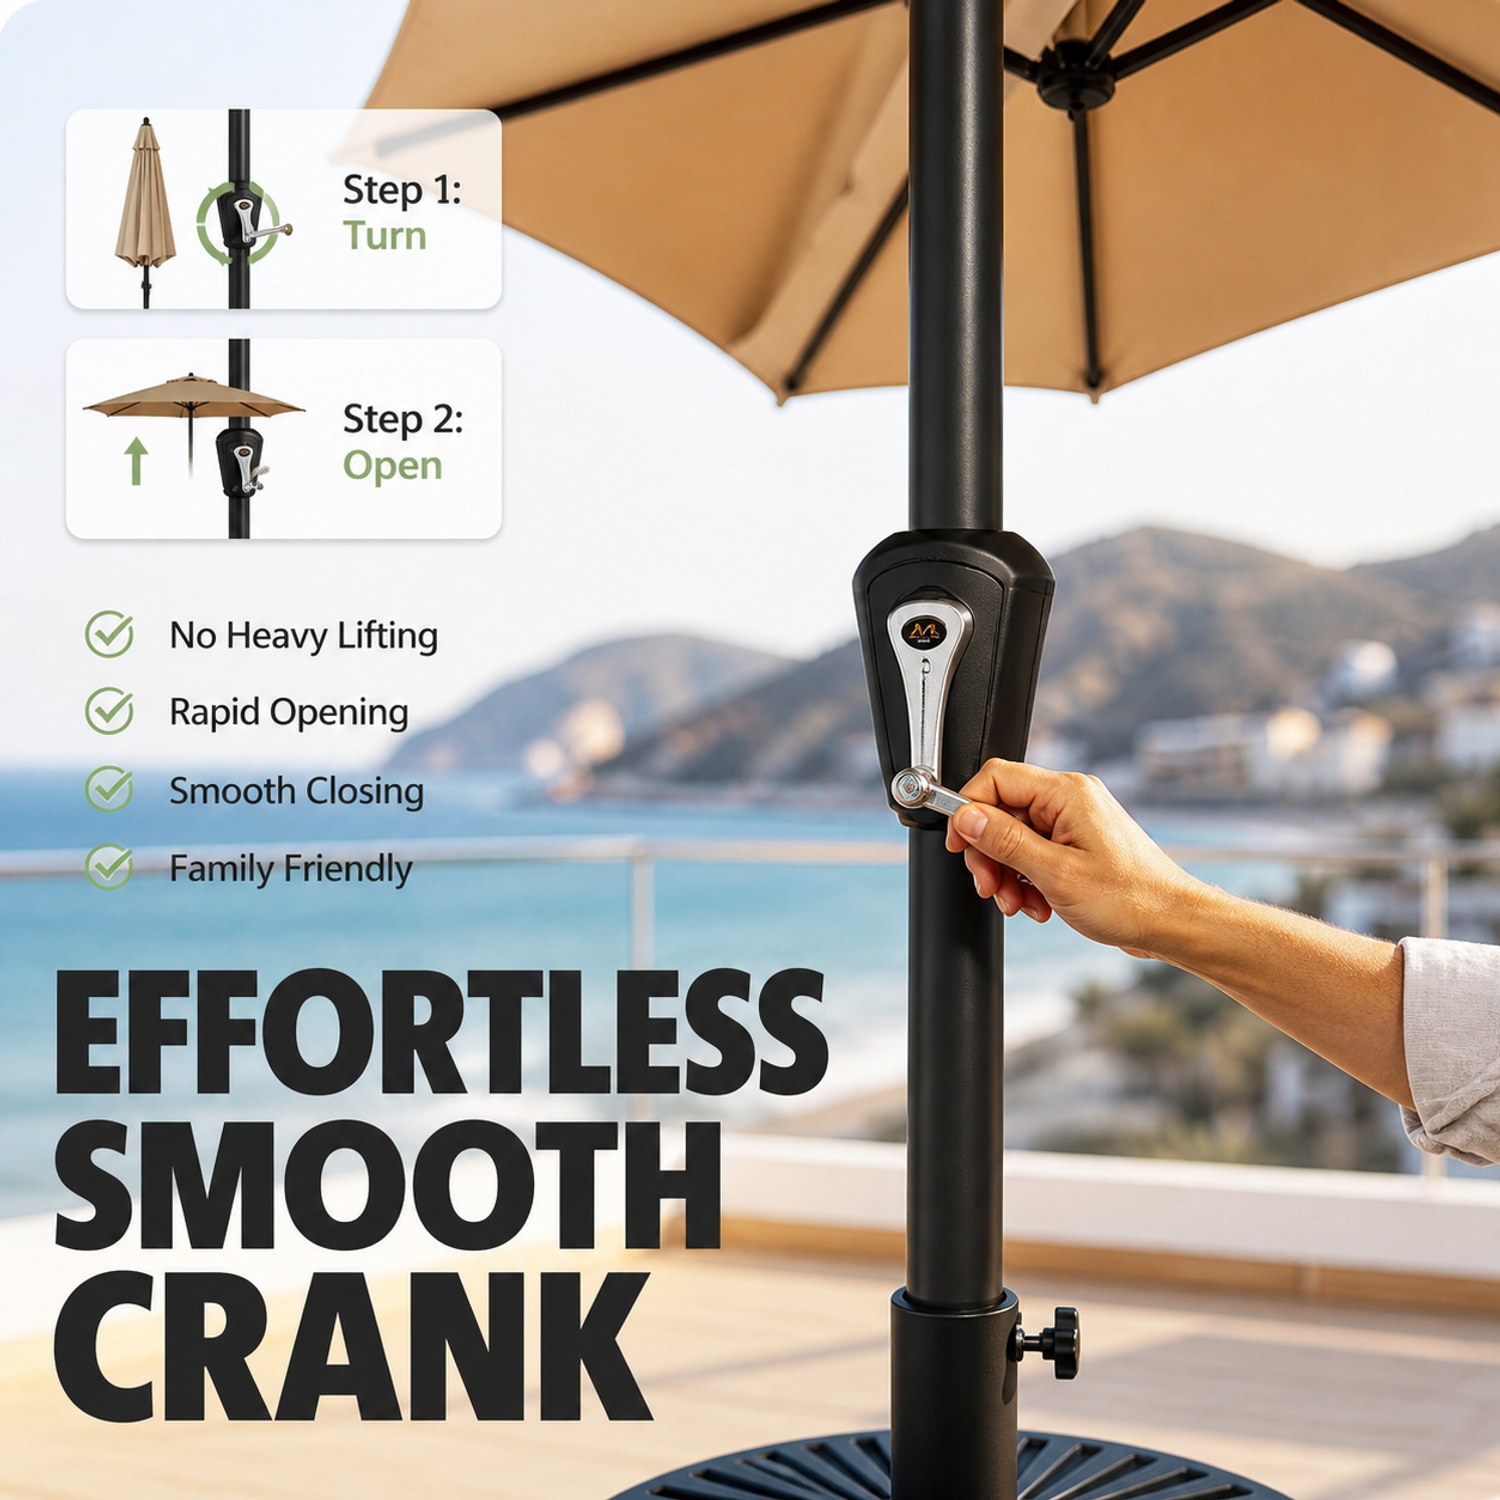 Step 1:
Turn
Step 2:
Open
No Heavy Lifting
Rapid Opening
Smooth Closing
Family Friendly
EFFORTLESS
SMOOTH
CRANK